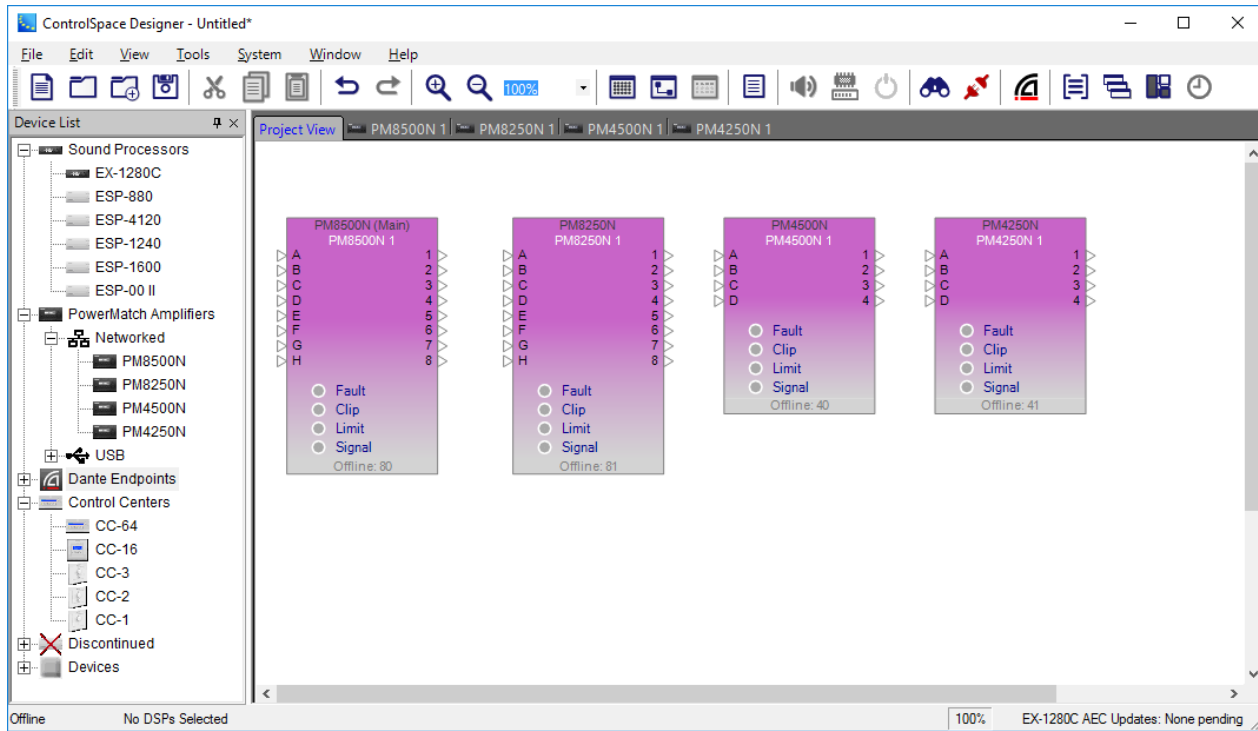 ControlSpace Designer - Untitled*
File Edit View Tools System Window Help
100%
Device List
Project View PM8500N 1 PM8250N 1 PM4500N 1 PM4250N 1
Sound Processors
EX-1280C
ESP-880
ESP-4120
ESP-1240
ESP-1600
ESP-00 II
PowerMatch Amplifiers
Networked
PM8500N
PM8250N
PM4500N
PM4250N
USB
Dante Endpoints
Control Centers
CC-64
CC-16
CC-3
CC-2
CC-1
Discontinued
Devices
PM8500N (Main)
PM8500N 1
A 1
B 2
C 3
D 4
E 5
F 6
G 7
H 8
Fault
Clip
Limit
Signal
Offline: 80
PM8250N
PM8250N 1
A 1
B 2
C 3
D 4
E 5
F 6
G 7
H 8
Fault
Clip
Limit
Signal
Offline: 81
PM4500N
PM4500N 1
A 1
B 2
C 3
D 4
Fault
Clip
Limit
Signal
Offline: 40
PM4250N
PM4250N 1
A 1
B 2
C 3
D 4
Fault
Clip
Limit
Signal
Offline: 41
Offline No DSPs Selected 100% EX-1280C AEC Updates: None pending